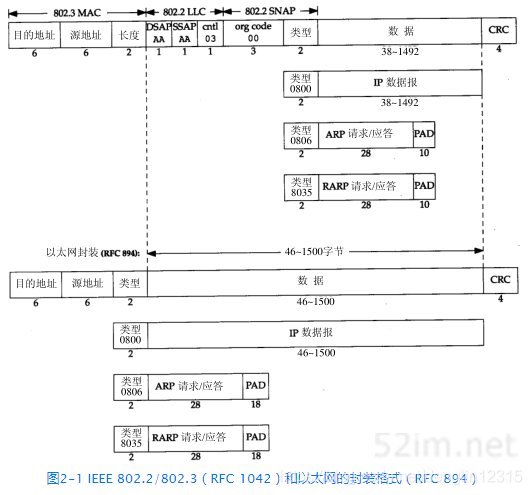 802.3 MAC 802.2 LLC 802.2 SNAP
目的地址 源地址 长度 DSAP AA SSAP AA cntl 03 org code 00 类型 数据 CRC
6 6 2 1 1 1 3 2 38~1492 4
类型 0800 IP 数据报
2 38~1492
类型 0806 ARP 请求/应答 PAD
2 28 10
类型 8035 RARP 请求/应答 PAD
2 28 10
以太网封装(RFC 894): 46~1500字节
目的地址 源地址 类型 数据 CRC
6 6 2 46~1500 4
类型 0800 IP 数据报
2 46~1500
类型 0806 ARP 请求/应答 PAD
2 28 18
类型 8035 RARP 请求/应答 PAD
2 28 18
52im.net
图2-1 IEEE 802.2/802.3（RFC 1042）和以太网的封装格式（RFC 894）